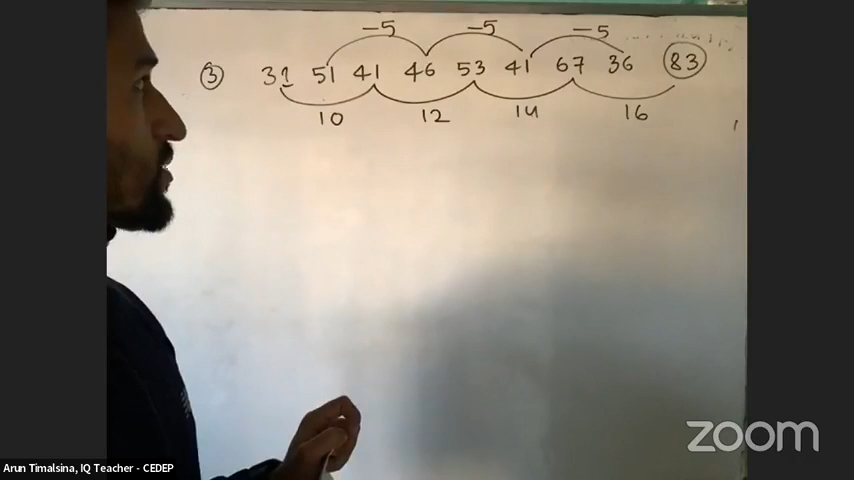 -5 -5 -5
③ 31 51 41 46 53 41 67 36 83
10 12 14 16
zoom
Arun Timalsina, IQ Teacher - CEDEP